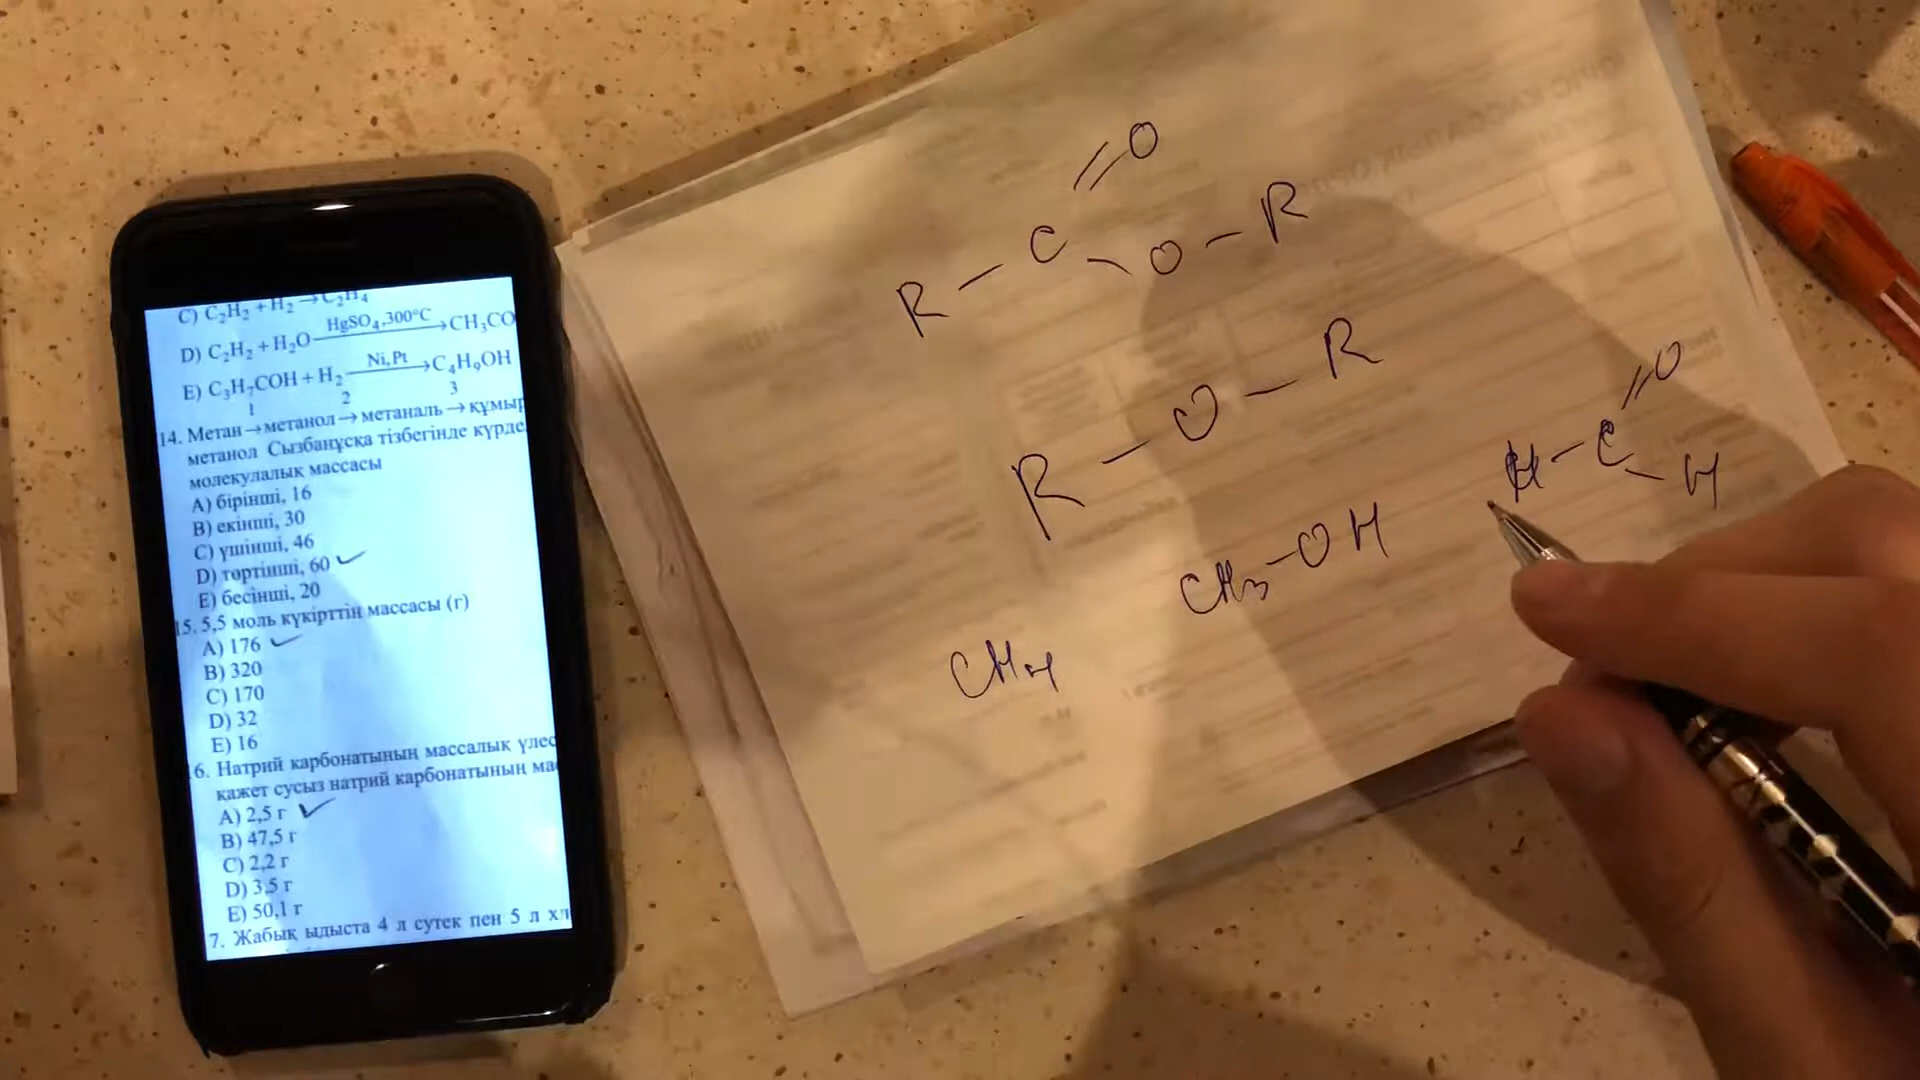 C) C₂H₂ + H₂ → C₂H₄
D) C₂H₂ + H₂O HgSO₄, 300°C → CH₃CO
E) C₃H₇COH + H₂ Ni, Pt → C₄H₉OH
1 2 3
14. Метан → метанол → метаналь → құмыр
метанол Сызбанұсқа тізбегінде күрде
молекулалық массасы
A) бірінші, 16
B) екінші, 30
C) үшінші, 46
D) төртінші, 60 ✓
E) бесінші, 20
15. 5,5 моль күкірттің массасы (г)
A) 176 ✓
B) 320
C) 170
D) 32
E) 16
6. Натрий карбонатының массалық үлес
қажет сусыз натрий карбонатының ма
A) 2,5 г ✓
B) 47,5 г
C) 2,2 г
D) 3,5 г
E) 50,1 г
7. Жабық ыдыста 4 л сутек пен 5 л хл
R – C = O – O – R
R – O – R
H – C = O – H
CH₃ – OH
CH₄